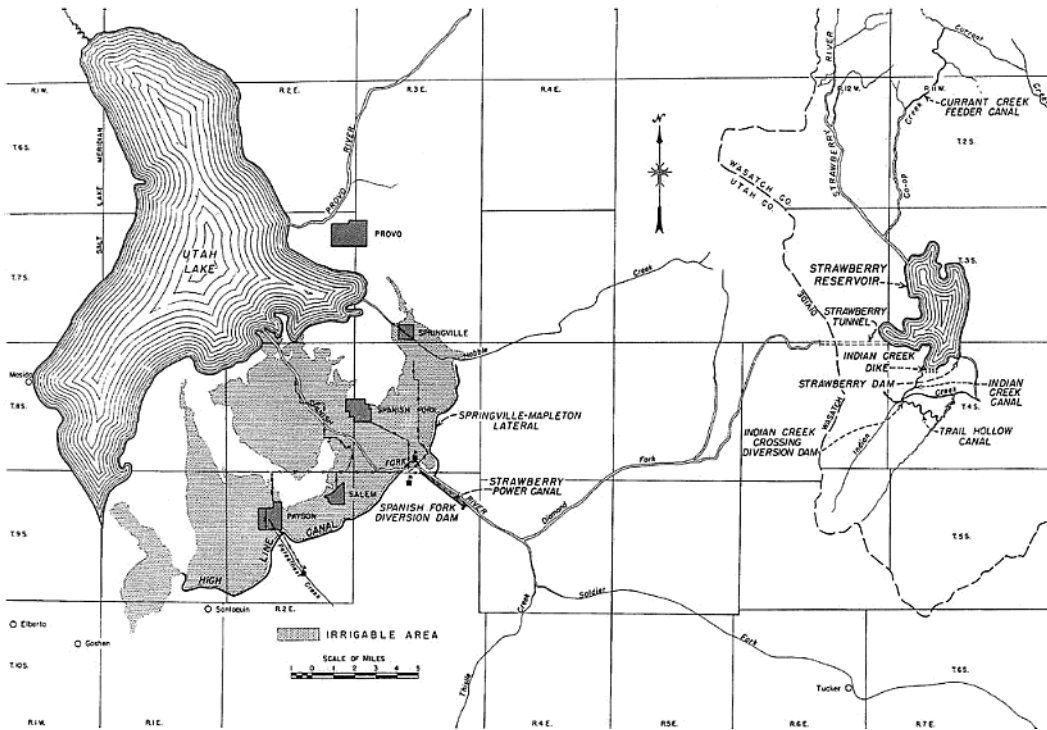 Currant
Creek
RIVER
R.1W.
R.2E.
R.3E.
R.4E.
R.12W.
R.11W.
CURRANT CREEK
FEEDER CANAL
Creek
Co-op
N
T.6S.
SALT LAKE MERIDIAN
PROVO
RIVER
STRAWBERRY
T.2S.
WASATCH CO.
UTAH CO.
PROVO
UTAH
LAKE
T.7S.
Creek
DIVIDE
STRAWBERRY
RESERVOIR
T.3S.
STRAWBERRY
TUNNEL
SPRINGVILLE
Hobble
INDIAN CREEK
DIKE
Mosida
STRAWBERRY DAM
INDIAN
CREEK
CANAL
Creek
T.8S.
SPANISH
SPANISH FORK
SPRINGVILLE-MAPLETON
LATERAL
WASATCH
T.4S.
TRAIL HOLLOW
CANAL
INDIAN CREEK
CROSSING
DIVERSION DAM
Indian
FORK
Fork
STRAWBERRY
POWER CANAL
RIVER
SALEM
SPANISH FORK
DIVERSION DAM
Diamond
PAYSON
T.9S.
CANAL
LINE
HIGH
Creek
T.5S.
Santaquin
R.2E.
Creek
Soldier
Elberta
IRRIGABLE AREA
Goshen
Fork
SCALE OF MILES
1 0 1 2 3 4 5
T.10S.
Thistle
Tucker
T.6S.
R.1W.
R.1E.
R.4E.
R.5E.
R.6E.
R.7E.